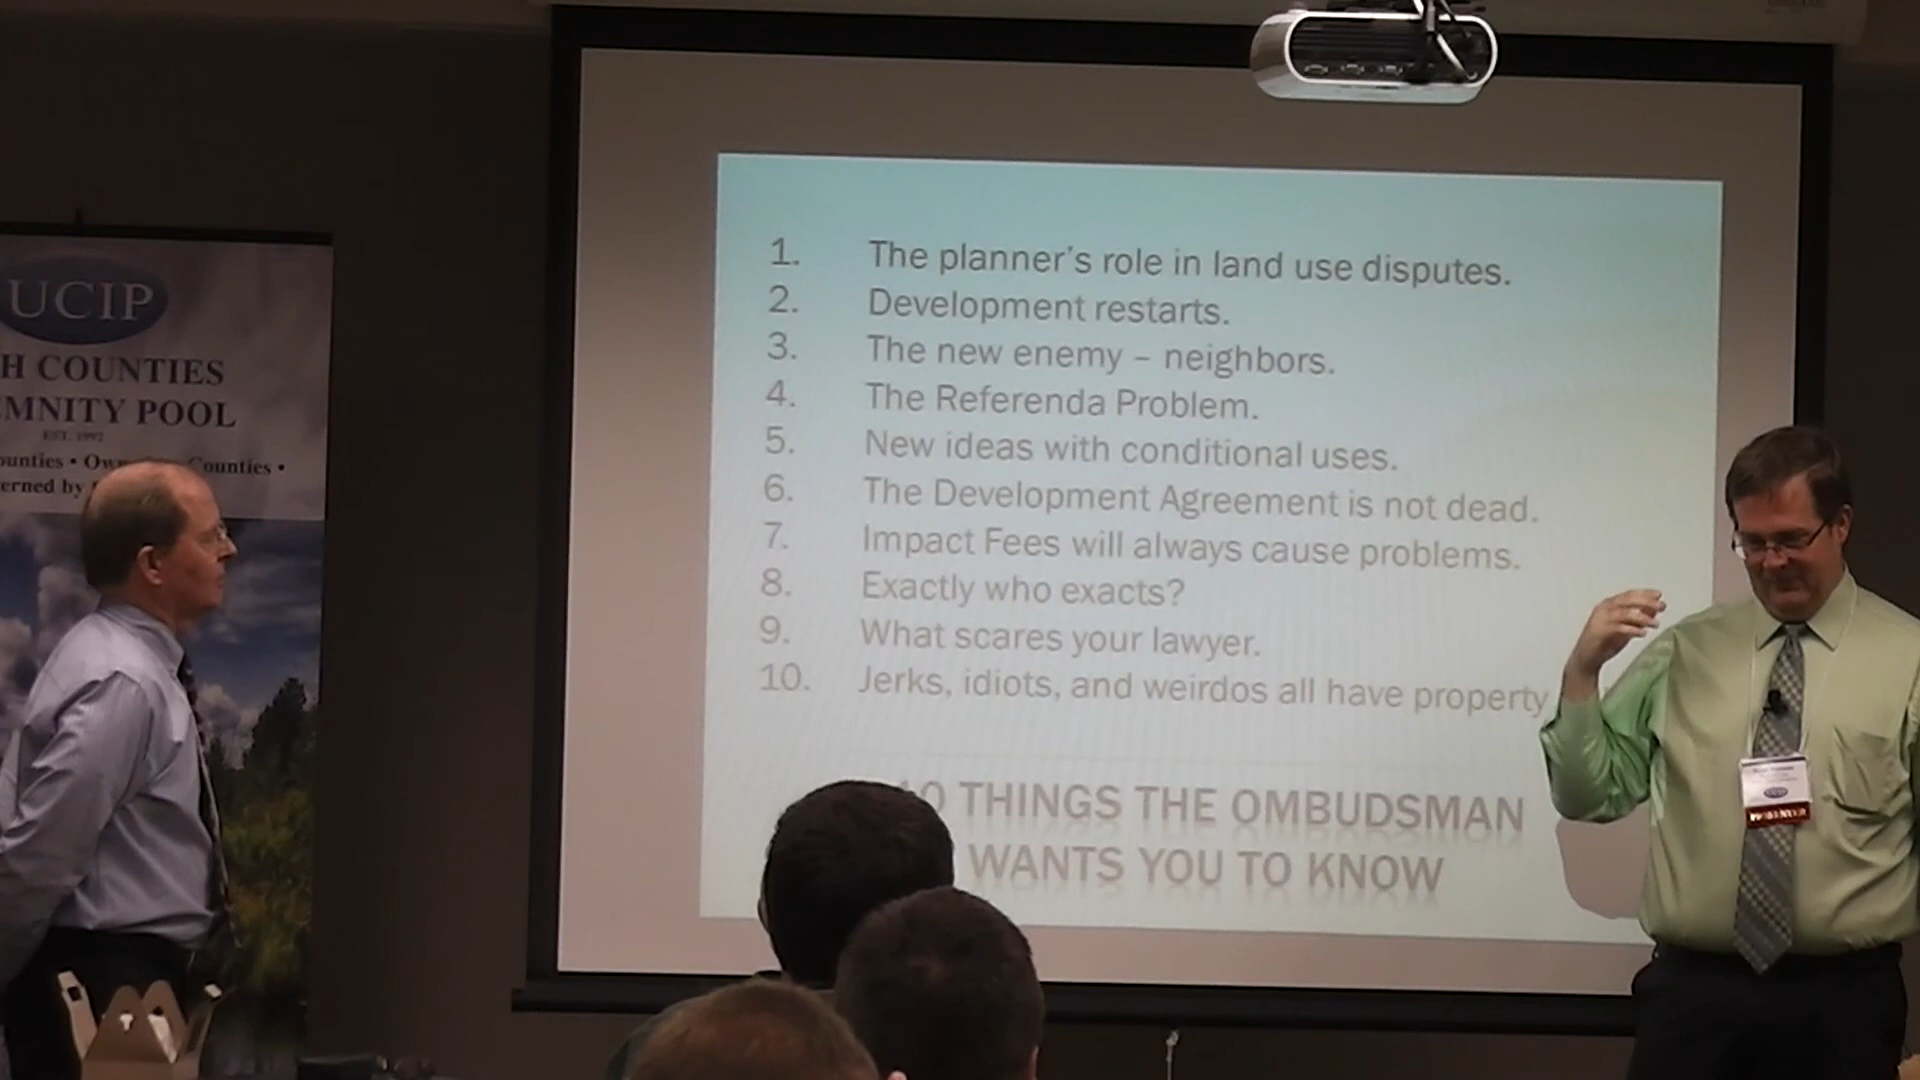 UCIP
H COUNTIES
MNITY POOL
EST. 1992
ounties • Own Counties •
erned by
1. The planner's role in land use disputes.
2. Development restarts.
3. The new enemy – neighbors.
4. The Referenda Problem.
5. New ideas with conditional uses.
6. The Development Agreement is not dead.
7. Impact Fees will always cause problems.
8. Exactly who exacts?
9. What scares your lawyer.
10. Jerks, idiots, and weirdos all have property
10 THINGS THE OMBUDSMAN
WANTS YOU TO KNOW
PRESENTER